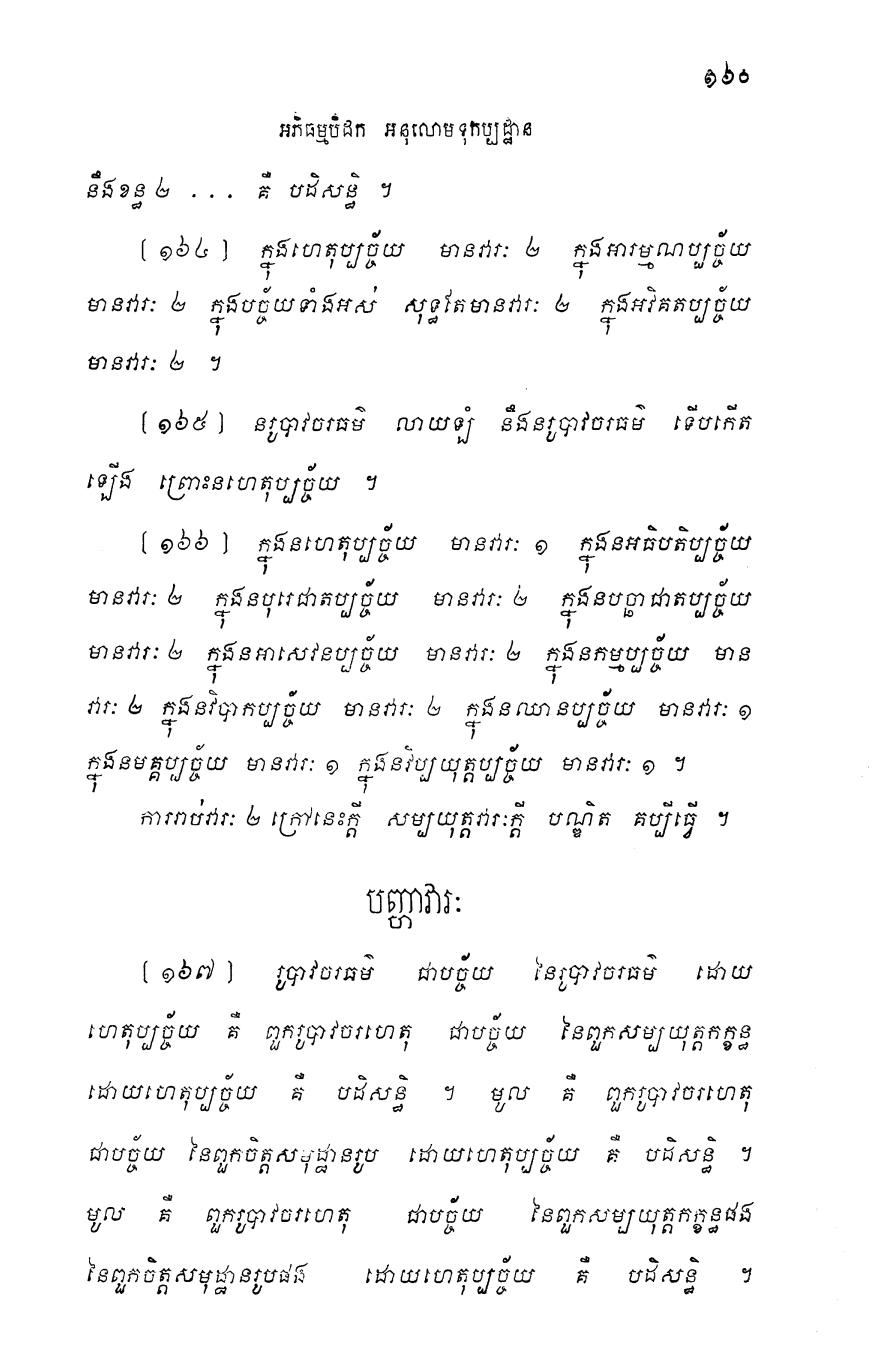 ១៦០
អភិធម្មបិដក អនុលោមទុកប្បដ្ឋាន
នឹងខន្ធ ២ . . . គឺ បដិសន្ធិ ។
[ ១៦៤ ] ក្នុងហេតុប្បច្ច័យ មានវារៈ ២ ក្នុងអារម្មណប្បច្ច័យ
មានវារៈ ២ ក្នុងបច្ច័យទាំងអស់ សុទ្ធតែមានវារៈ ២ ក្នុងអវិគតប្បច្ច័យ
មានវារៈ ២ ។
[ ១៦៥ ] នរូបាវចរធម៌ លាយឡំ នឹងនរូបាវចរធម៌ ទើបកើត
ឡើង ព្រោះនហេតុប្បច្ច័យ ។
[ ១៦៦ ] ក្នុងនហេតុប្បច្ច័យ មានវារៈ ១ ក្នុងនអធិបតិប្បច្ច័យ
មានវារៈ ២ ក្នុងនបុរេជាតប្បច្ច័យ មានវារៈ ២ ក្នុងនបច្ឆាជាតប្បច្ច័យ
មានវារៈ ២ ក្នុងនអាសេវនប្បច្ច័យ មានវារៈ ២ ក្នុងនកម្មប្បច្ច័យ មាន
វារៈ ២ ក្នុងនវិបាកប្បច្ច័យ មានវារៈ ២ ក្នុងនឈានប្បច្ច័យ មានវារៈ ១
ក្នុងនមគ្គប្បច្ច័យ មានវារៈ ១ ក្នុងនវិប្បយុត្តប្បច្ច័យ មានវារៈ ១ ។
ការរាប់វារៈ ២ ក្រៅនេះក្តី សម្បយុត្តវារៈក្តី បណ្ឌិត គប្បីធ្វើ ។
បញ្ហាវារៈ
[ ១៦៧ ] រូបាវចរធម៌ ជាបច្ច័យ នៃរូបាវចរធម៌ ដោយ
ហេតុប្បច្ច័យ គឺ ពួករូបាវចរហេតុ ជាបច្ច័យ នៃពួកសម្បយុត្តកក្ខន្ធ
ដោយហេតុប្បច្ច័យ គឺ បដិសន្ធិ ។ មូល គឺ ពួករូបាវចរហេតុ
ជាបច្ច័យ នៃពួកចិត្តសមុដ្ឋានរូប ដោយហេតុប្បច្ច័យ គឺ បដិសន្ធិ ។
មូល គឺ ពួករូបាវចរហេតុ ជាបច្ច័យ នៃពួកសម្បយុត្តកក្ខន្ធផង
នៃពួកចិត្តសមុដ្ឋានរូបផង ដោយហេតុប្បច្ច័យ គឺ បដិសន្ធិ ។